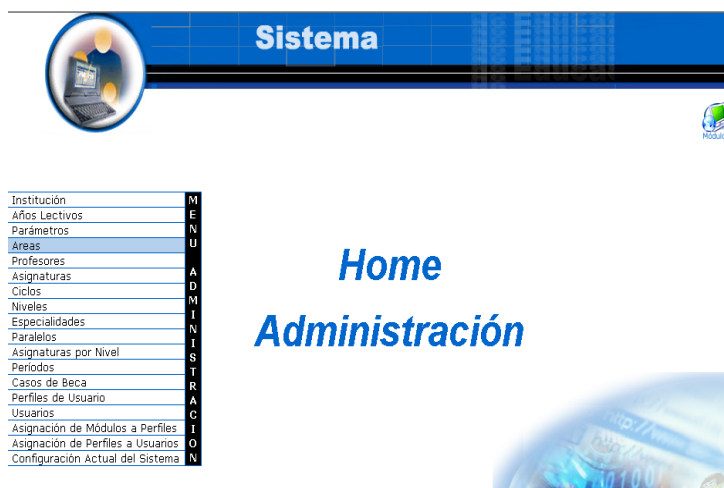 Sistema
Institución
Años Lectivos
Parámetros
Areas
Profesores
Asignaturas
Ciclos
Niveles
Especialidades
Paralelos
Asignaturas por Nivel
Períodos
Casos de Beca
Perfiles de Usuario
Usuarios
Asignación de Módulos a Perfiles
Asignación de Perfiles a Usuarios
Configuración Actual del Sistema
MENU ADMINISTRACION
Home
Administración
http://
01001